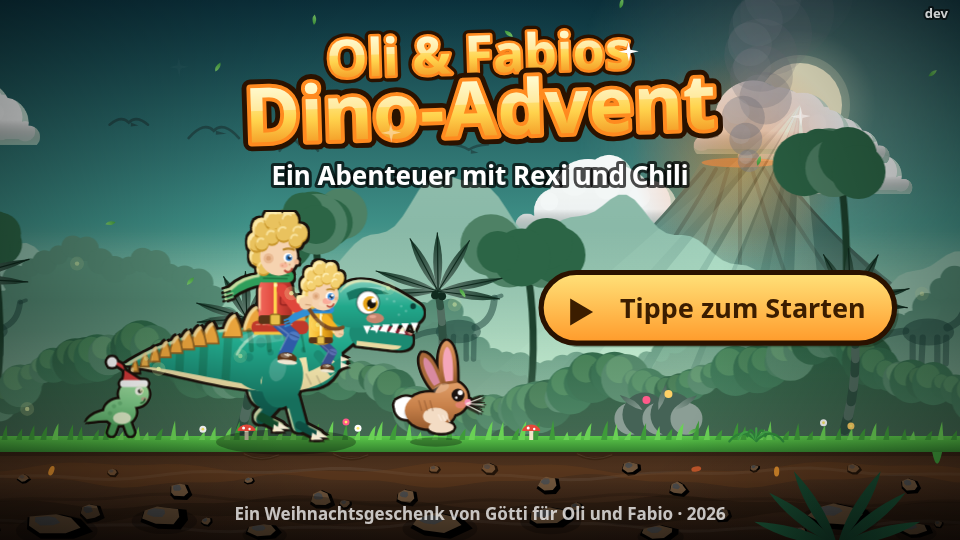 dev
Oli & Fabios
Dino-Advent
Ein Abenteuer mit Rexi und Chili
Tippe zum Starten
Ein Weihnachtsgeschenk von Götti für Oli und Fabio · 2026